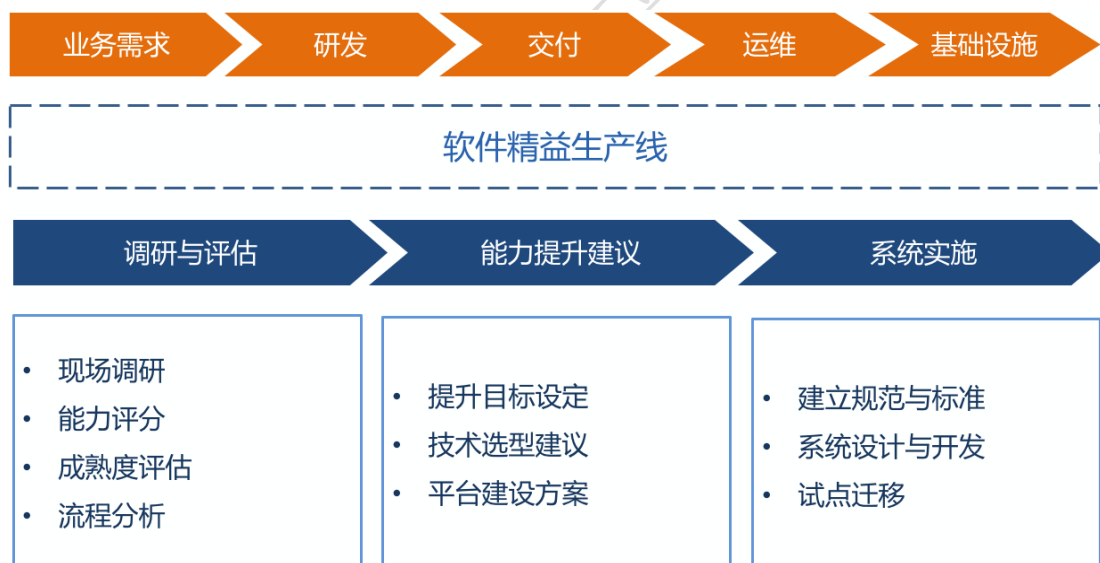 业务需求
研发
交付
运维
基础设施
软件精益生产线
调研与评估
能力提升建议
系统实施
• 现场调研
• 能力评分
• 成熟度评估
• 流程分析
• 提升目标设定
• 技术选型建议
• 平台建设方案
• 建立规范与标准
• 系统设计与开发
• 试点迁移